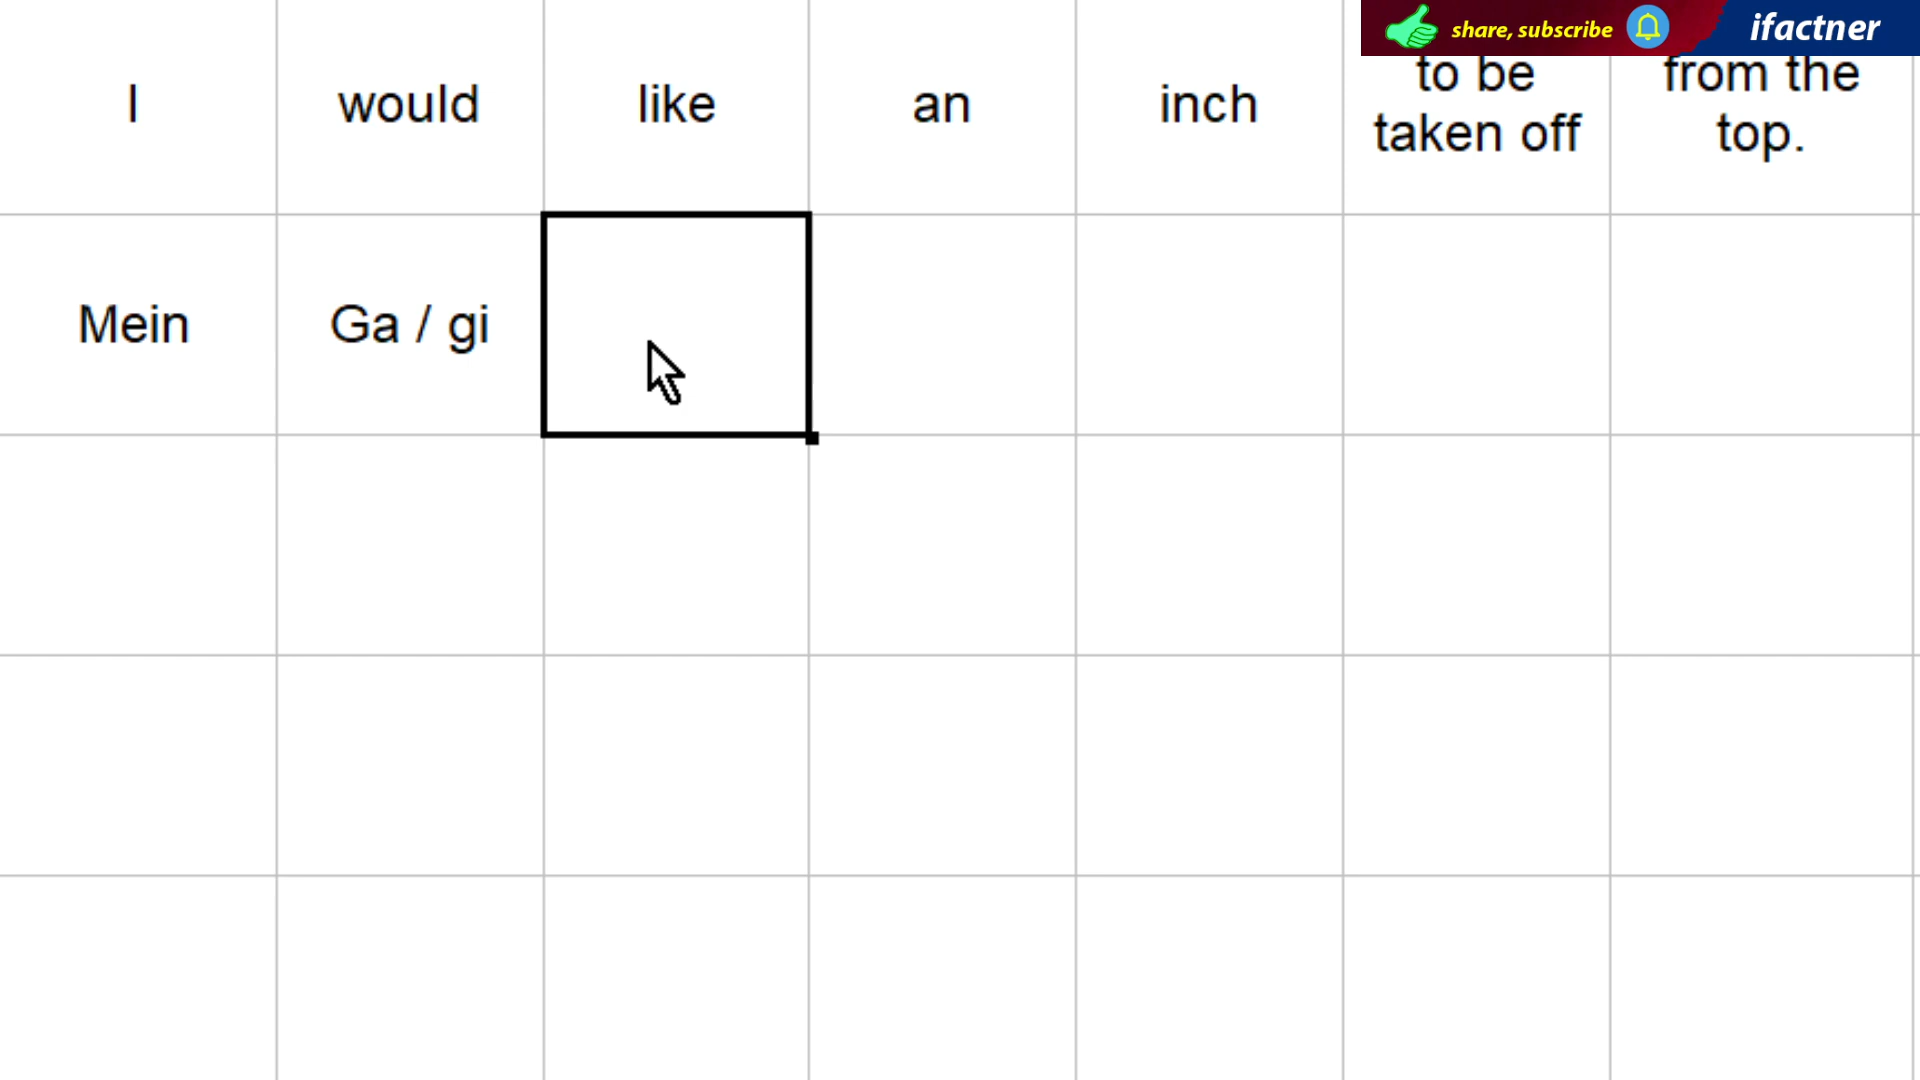 share, subscribe ifactner
I would like an inch to be taken off from the top.
Mein Ga / gi